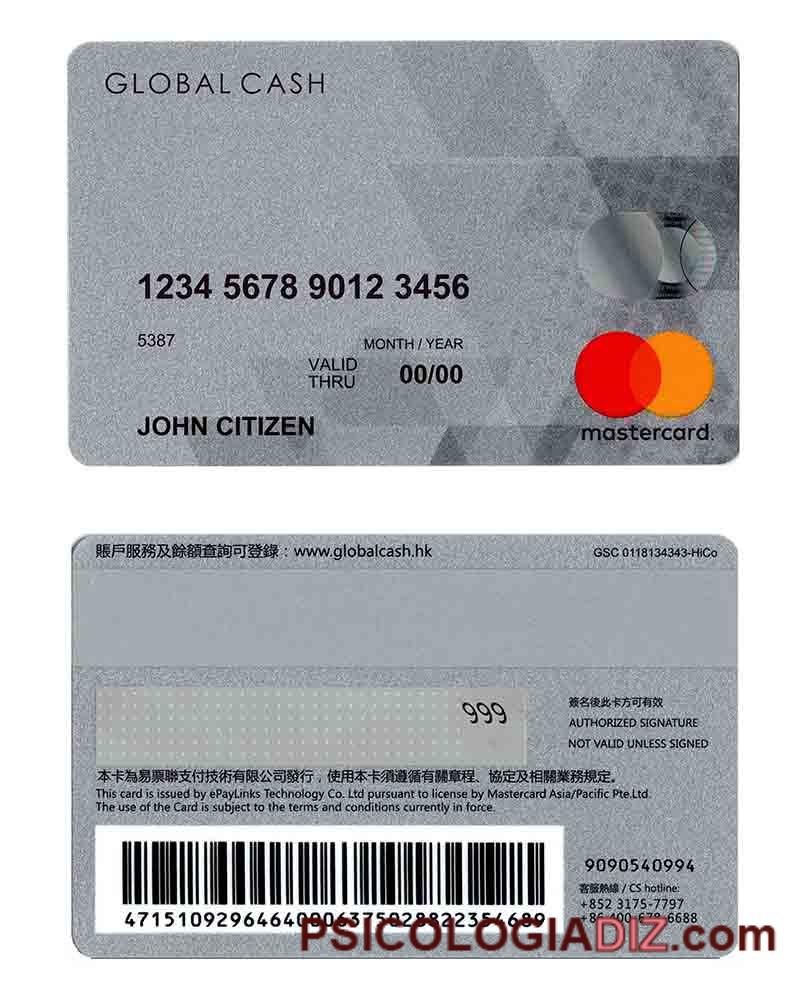 GLOBAL CASH
1234 5678 9012 3456
5387
MONTH / YEAR
VALID
THRU
00/00
JOHN CITIZEN
mastercard.
賬戶服務及餘額查詢可登錄：www.globalcash.hk
GSC 0118134343-HiCo
999
簽名後此卡方可有效
AUTHORIZED SIGNATURE
NOT VALID UNLESS SIGNED
本卡為易票聯支付技術有限公司發行，使用本卡須遵循有關章程、協定及相關業務規定。
This card is issued by ePayLinks Technology Co. Ltd pursuant to license by Mastercard Asia/Pacific Pte.Ltd.
The use of the Card is subject to the terms and conditions currently in force.
9090540994
客服熱線 / CS hotline:
+852 3175-7797
+86 400-678-6688
PSICOLOGIADIZ.com